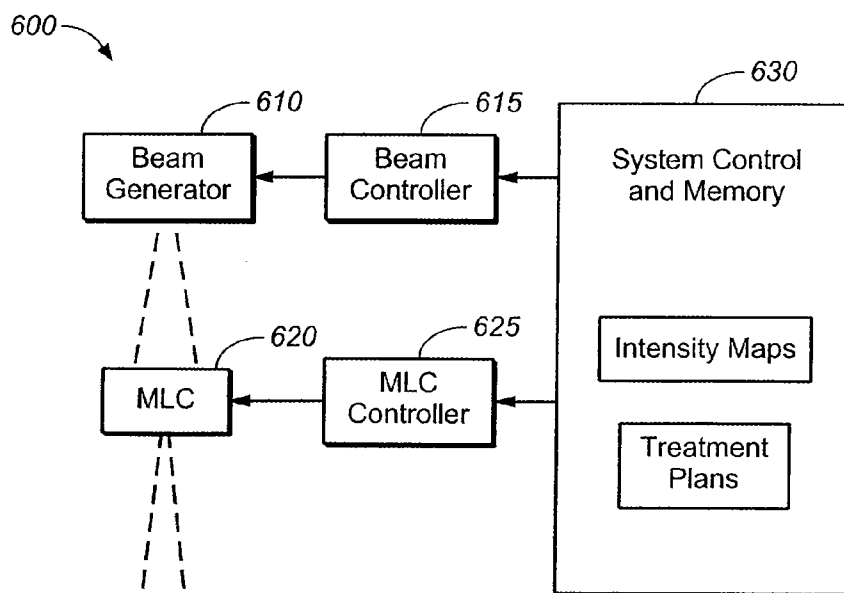 600
610
Beam
Generator
615
Beam
Controller
630
System Control
and Memory
620
MLC
625
MLC
Controller
Intensity Maps
Treatment
Plans